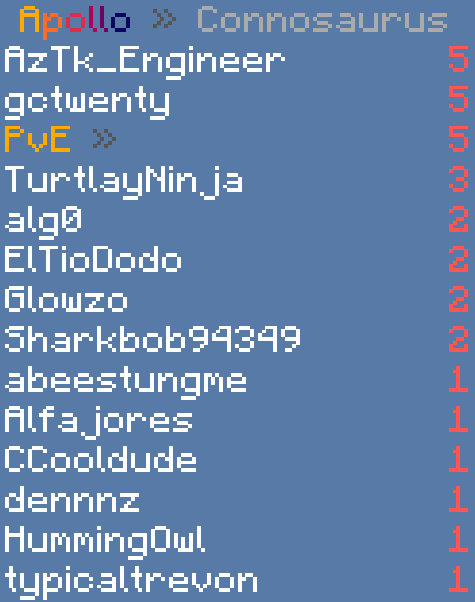 Apollo » Connosaurus
AzTk_Engineer 5
gctwenty 5
PvE » 5
TurtlayNinja 3
alg0 2
ElTioDodo 2
Glowzo 2
Sharkbob94349 2
abeestungme 1
Alfajores 1
CCooldude 1
dennnz 1
HummingOwl 1
typicaltrevon 1